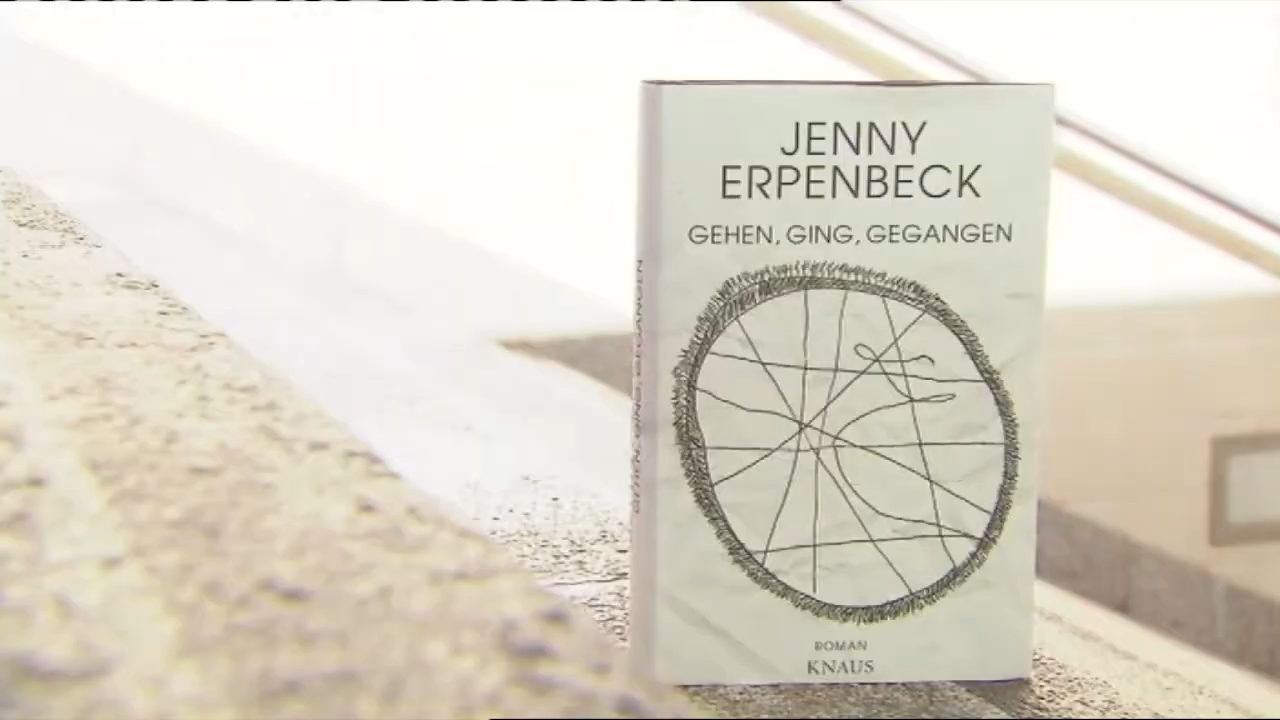 JENNY
ERPENBECK
GEHEN, GING, GEGANGEN
ROMAN
KNAUS